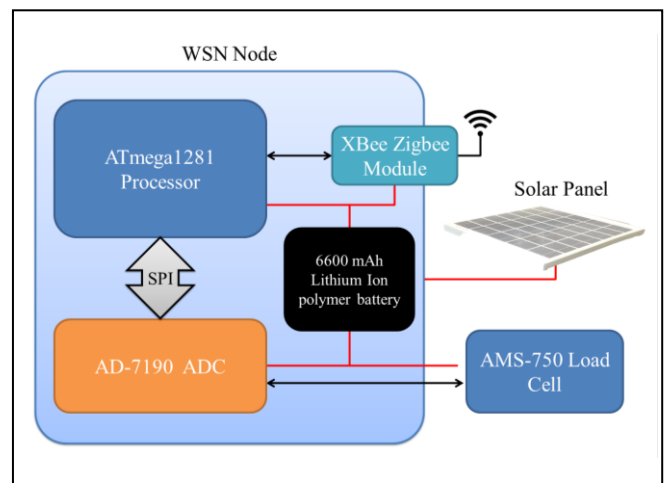 WSN Node
ATmega1281
Processor
XBee Zigbee
Module
Solar Panel
6600 mAh
Lithium Ion
polymer battery
SPI
AD-7190 ADC
AMS-750 Load
Cell